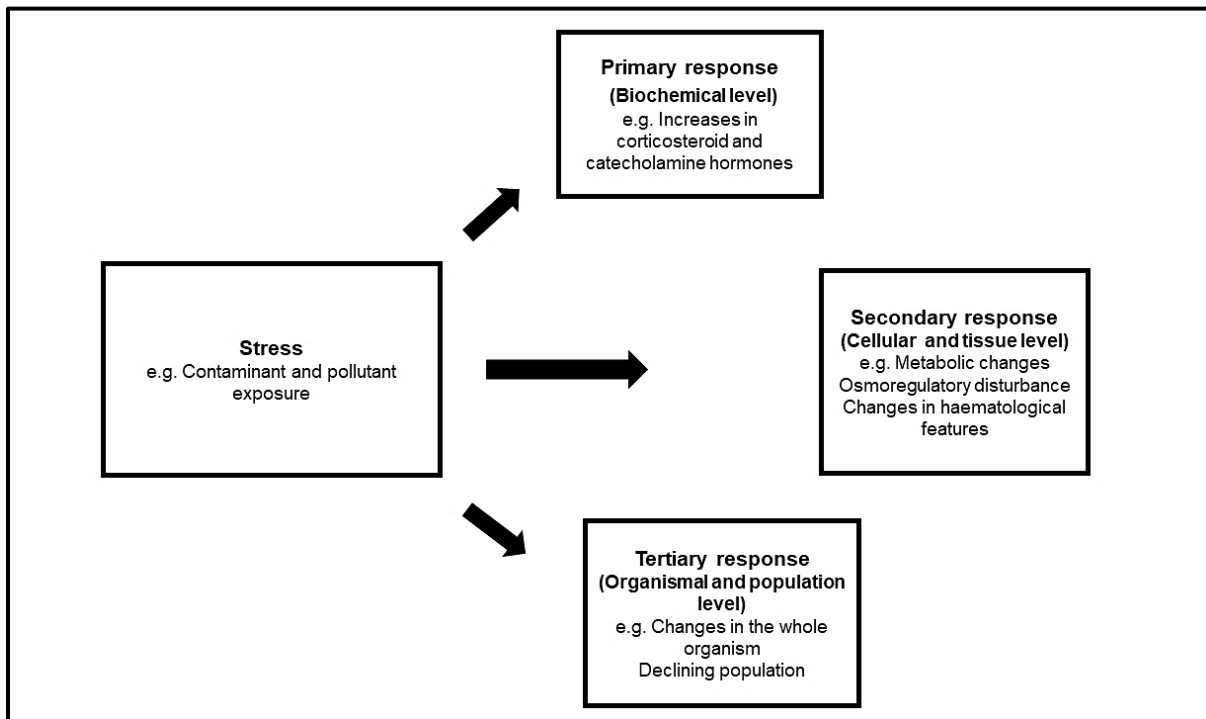 Primary response
(Biochemical level)
e.g. Increases in
corticosteroid and
catecholamine hormones
Stress
e.g. Contaminant and pollutant
exposure
Secondary response
(Cellular and tissue level)
e.g. Metabolic changes
Osmoregulatory disturbance
Changes in haematological
features
Tertiary response
(Organismal and population
level)
e.g. Changes in the whole
organism
Declining population